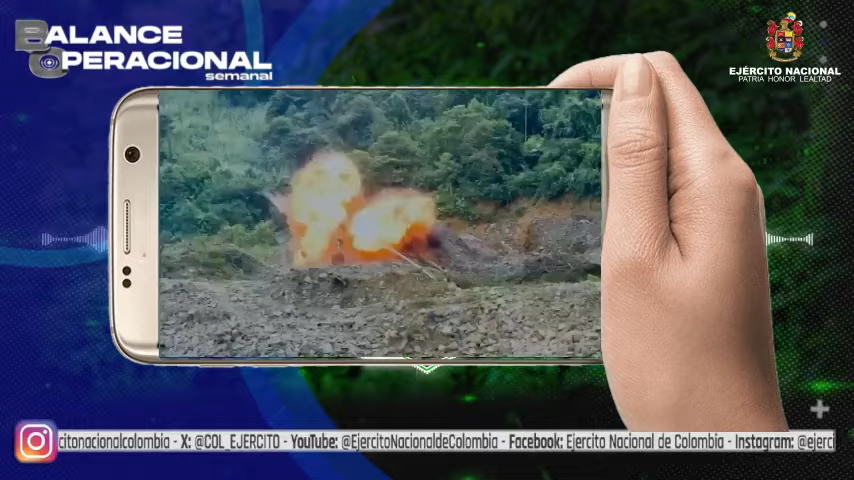 BALANCE
OPERACIONAL
semanal
EJÉRCITO NACIONAL
PATRIA HONOR LEALTAD
citonacionalcolombia - X: @COL_EJERCITO - YouTube: @EjercitoNacionaldeColombia - Facebook: Ejercito Nacional de Colombia - Instagram: @ejerci